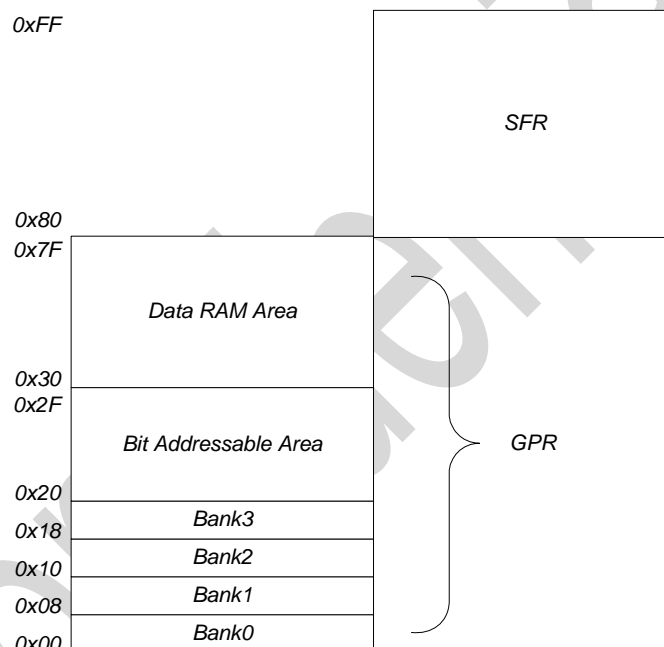 0xFF
SFR
0x80
0x7F
Data RAM Area
0x30
0x2F
Bit Addressable Area
GPR
0x20
Bank3
0x18
Bank2
0x10
Bank1
0x08
Bank0
0x00